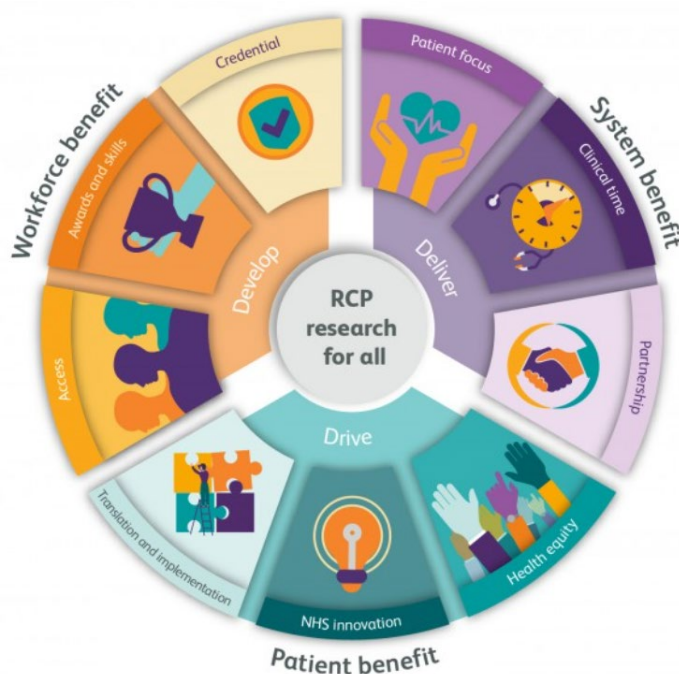 RCP
research
for all
Develop
Deliver
Drive
Workforce benefit
Access
Awards and skills
Credential
System benefit
Patient focus
Clinical time
Partnership
Patient benefit
Health equity
NHS innovation
Translation and implementation